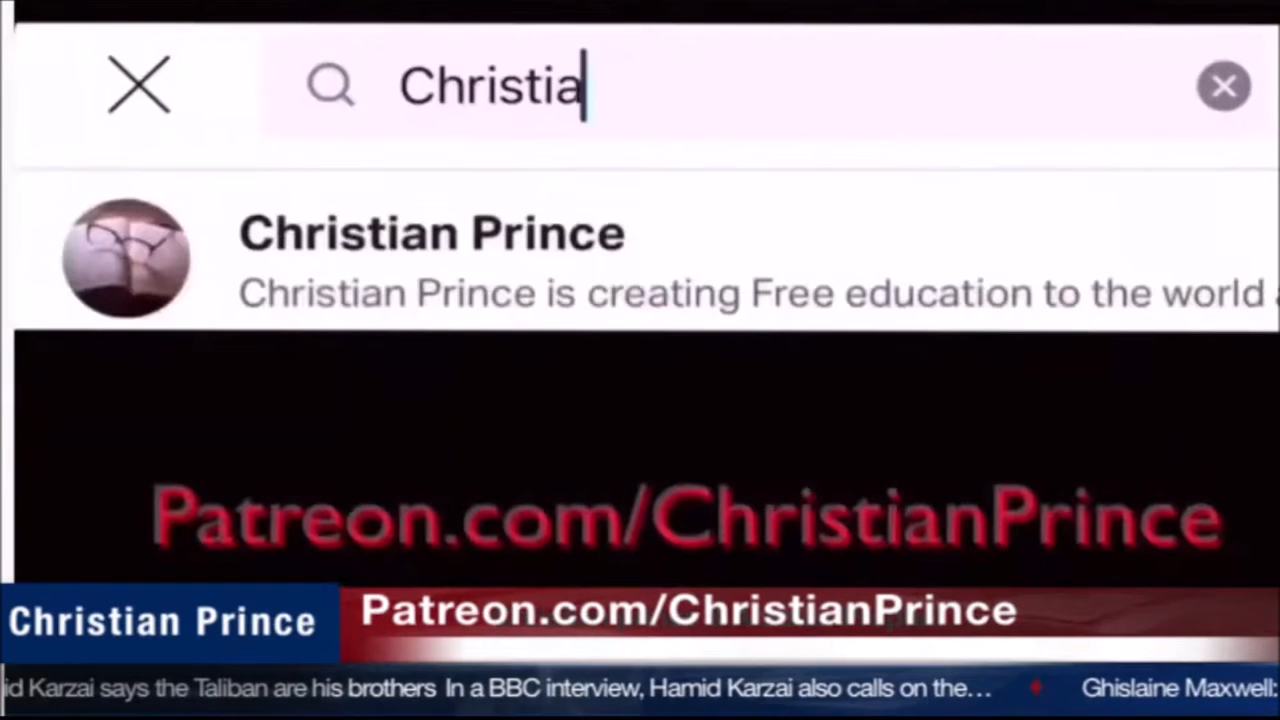 Christia
Christian Prince
Christian Prince is creating Free education to the world
Patreon.com/ChristianPrince
Christian Prince
Patreon.com/ChristianPrince
id Karzai says the Taliban are his brothers In a BBC interview, Hamid Karzai also calls on the… Ghislaine Maxwell: